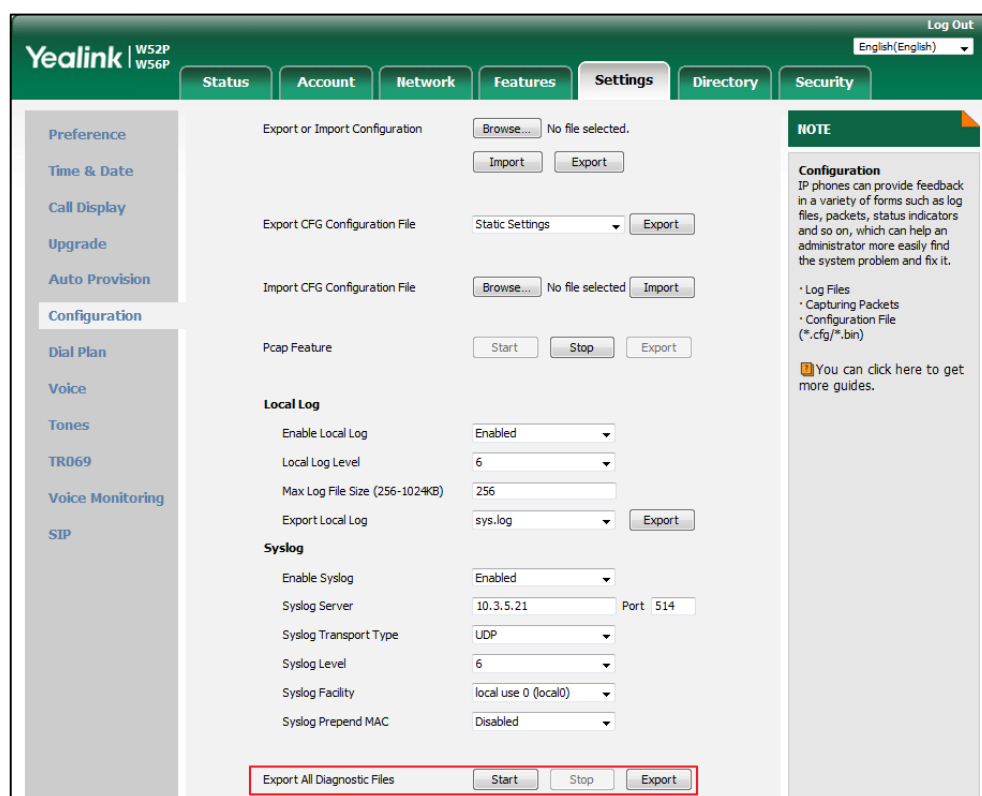 Log Out
Yealink | W52P W56P
English(English)
Status Account Network Features Settings Directory Security
Preference
Time & Date
Call Display
Upgrade
Auto Provision
Configuration
Dial Plan
Voice
Tones
TR069
Voice Monitoring
SIP
Export or Import Configuration Browse... No file selected.
Import Export
Export CFG Configuration File Static Settings Export
Import CFG Configuration File Browse... No file selected Import
Pcap Feature Start Stop Export
Local Log
Enable Local Log Enabled
Local Log Level 6
Max Log File Size (256-1024KB) 256
Export Local Log sys.log Export
Syslog
Enable Syslog Enabled
Syslog Server 10.3.5.21 Port 514
Syslog Transport Type UDP
Syslog Level 6
Syslog Facility local use 0 (local0)
Syslog Prepend MAC Disabled
Export All Diagnostic Files Start Stop Export
NOTE
Configuration
IP phones can provide feedback
in a variety of forms such as log
files, packets, status indicators
and so on, which can help an
administrator more easily find
the system problem and fix it.
· Log Files
· Capturing Packets
· Configuration File
(*.cfg/*.bin)
You can click here to get
more guides.